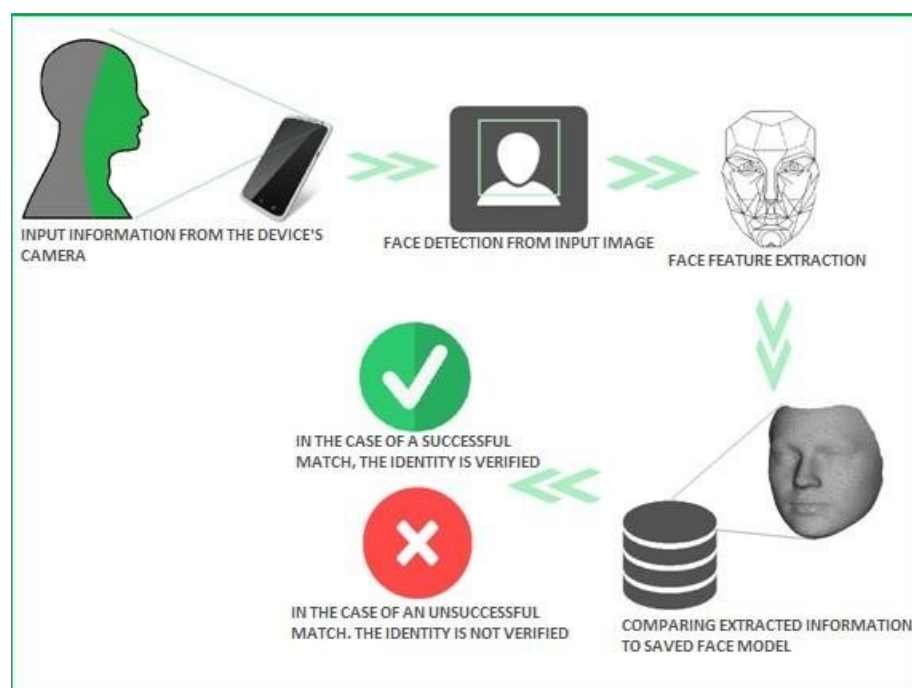 INPUT INFORMATION FROM THE DEVICE'S
CAMERA
FACE DETECTION FROM INPUT IMAGE
FACE FEATURE EXTRACTION
IN THE CASE OF A SUCCESSFUL
MATCH, THE IDENTITY IS VERIFIED
IN THE CASE OF AN UNSUCCESSFUL
MATCH. THE IDENTITY IS NOT VERIFIED
COMPARING EXTRACTED INFORMATION
TO SAVED FACE MODEL